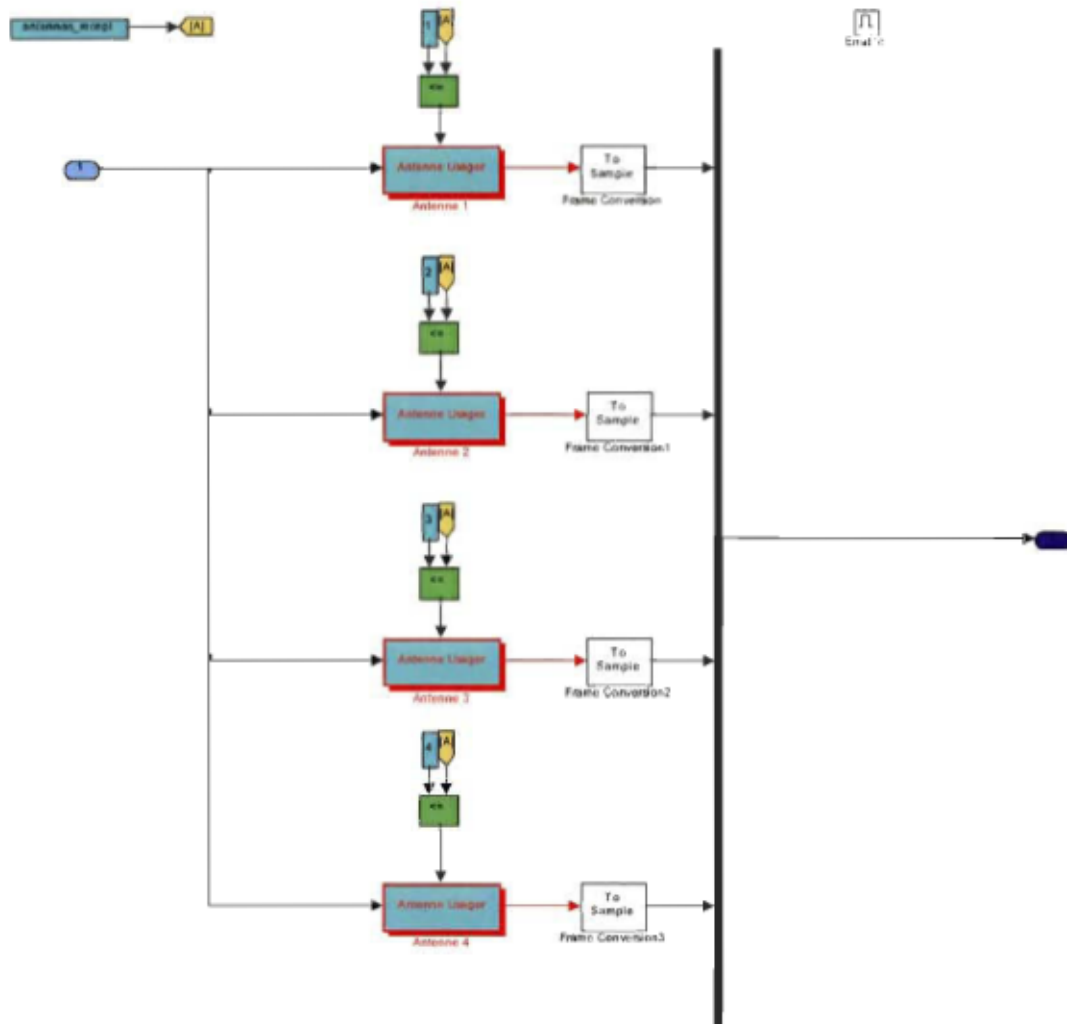 [A]
1
[A]
<=
Enable
1
Antenne Usager
Antenne 1
To
Sample
Frame Conversion
2
[A]
<=
Antenne Usager
Antenne 2
To
Sample
Frame Conversion1
3
[A]
<=
Antenne Usager
Antenne 3
To
Sample
Frame Conversion2
4
[A]
<=
Antenne Usager
Antenne 4
To
Sample
Frame Conversion3